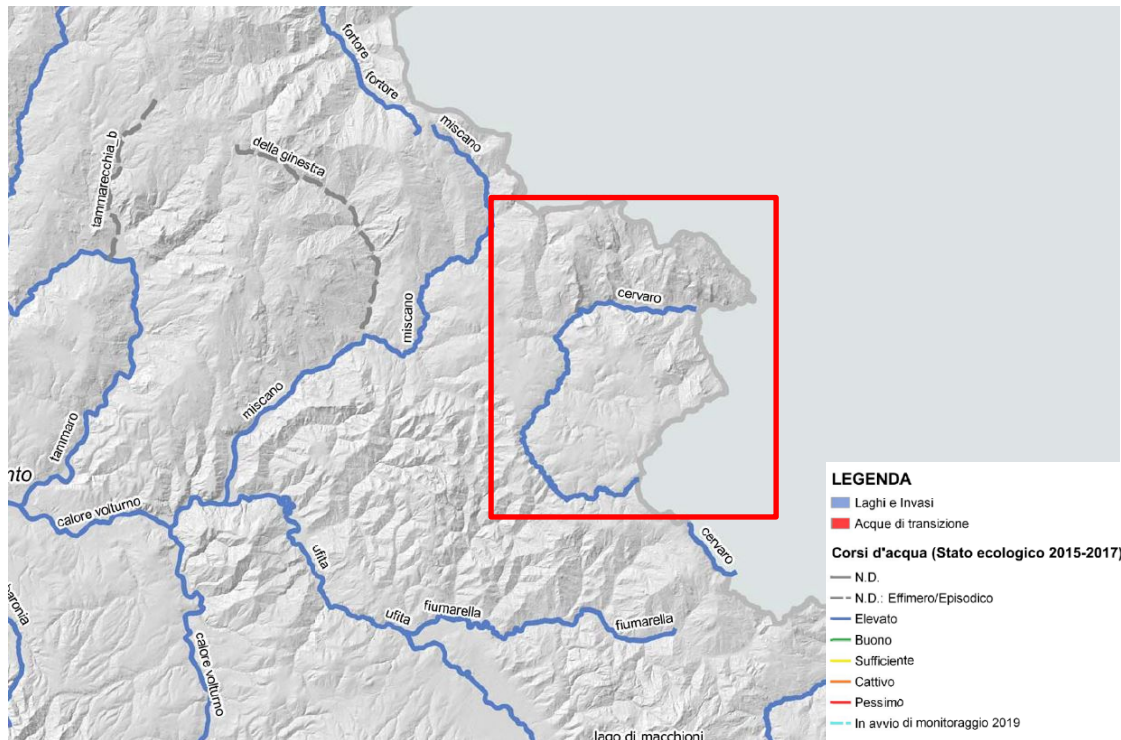 fortore
fortore
miscano
tammarecchia_b
della ginestra
cervaro
miscano
miscano
tammaro
nto
calore volturno
ufita
cervaro
ufita
fiumarella
fiumarella
aronia
calore volturno
lago di macchioni
LEGENDA
Laghi e Invasi
Acque di transizione
Corsi d'acqua (Stato ecologico 2015-2017)
N.D.
N.D.: Effimero/Episodico
Elevato
Buono
Sufficiente
Cattivo
Pessimo
In avvio di monitoraggio 2019